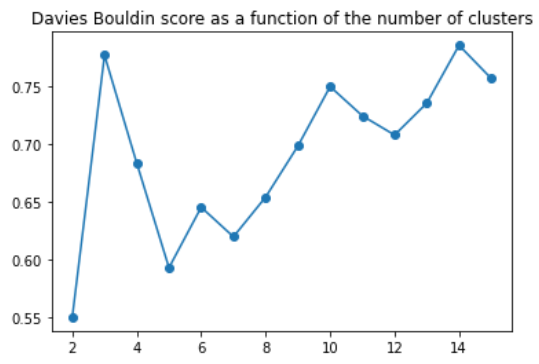 Davies Bouldin score as a function of the number of clusters
0.75
0.70
0.65
0.60
0.55
2 4 6 8 10 12 14